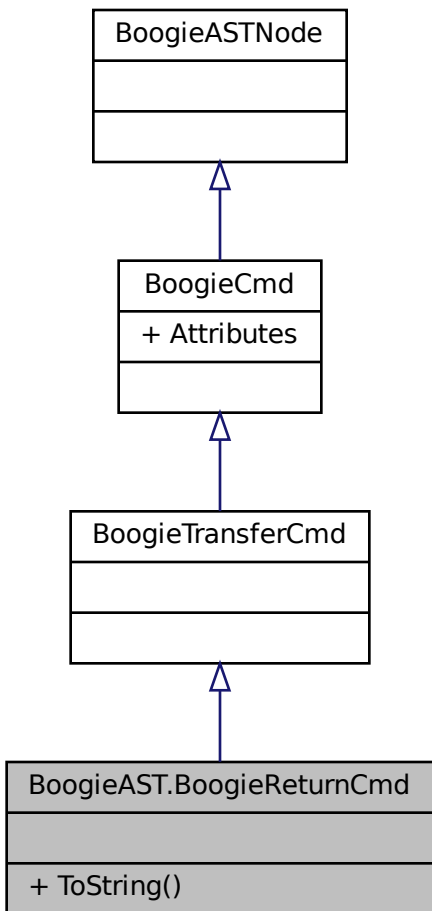 BoogieASTNode
BoogieCmd
+ Attributes
BoogieTransferCmd
BoogieAST.BoogieReturnCmd
+ ToString()